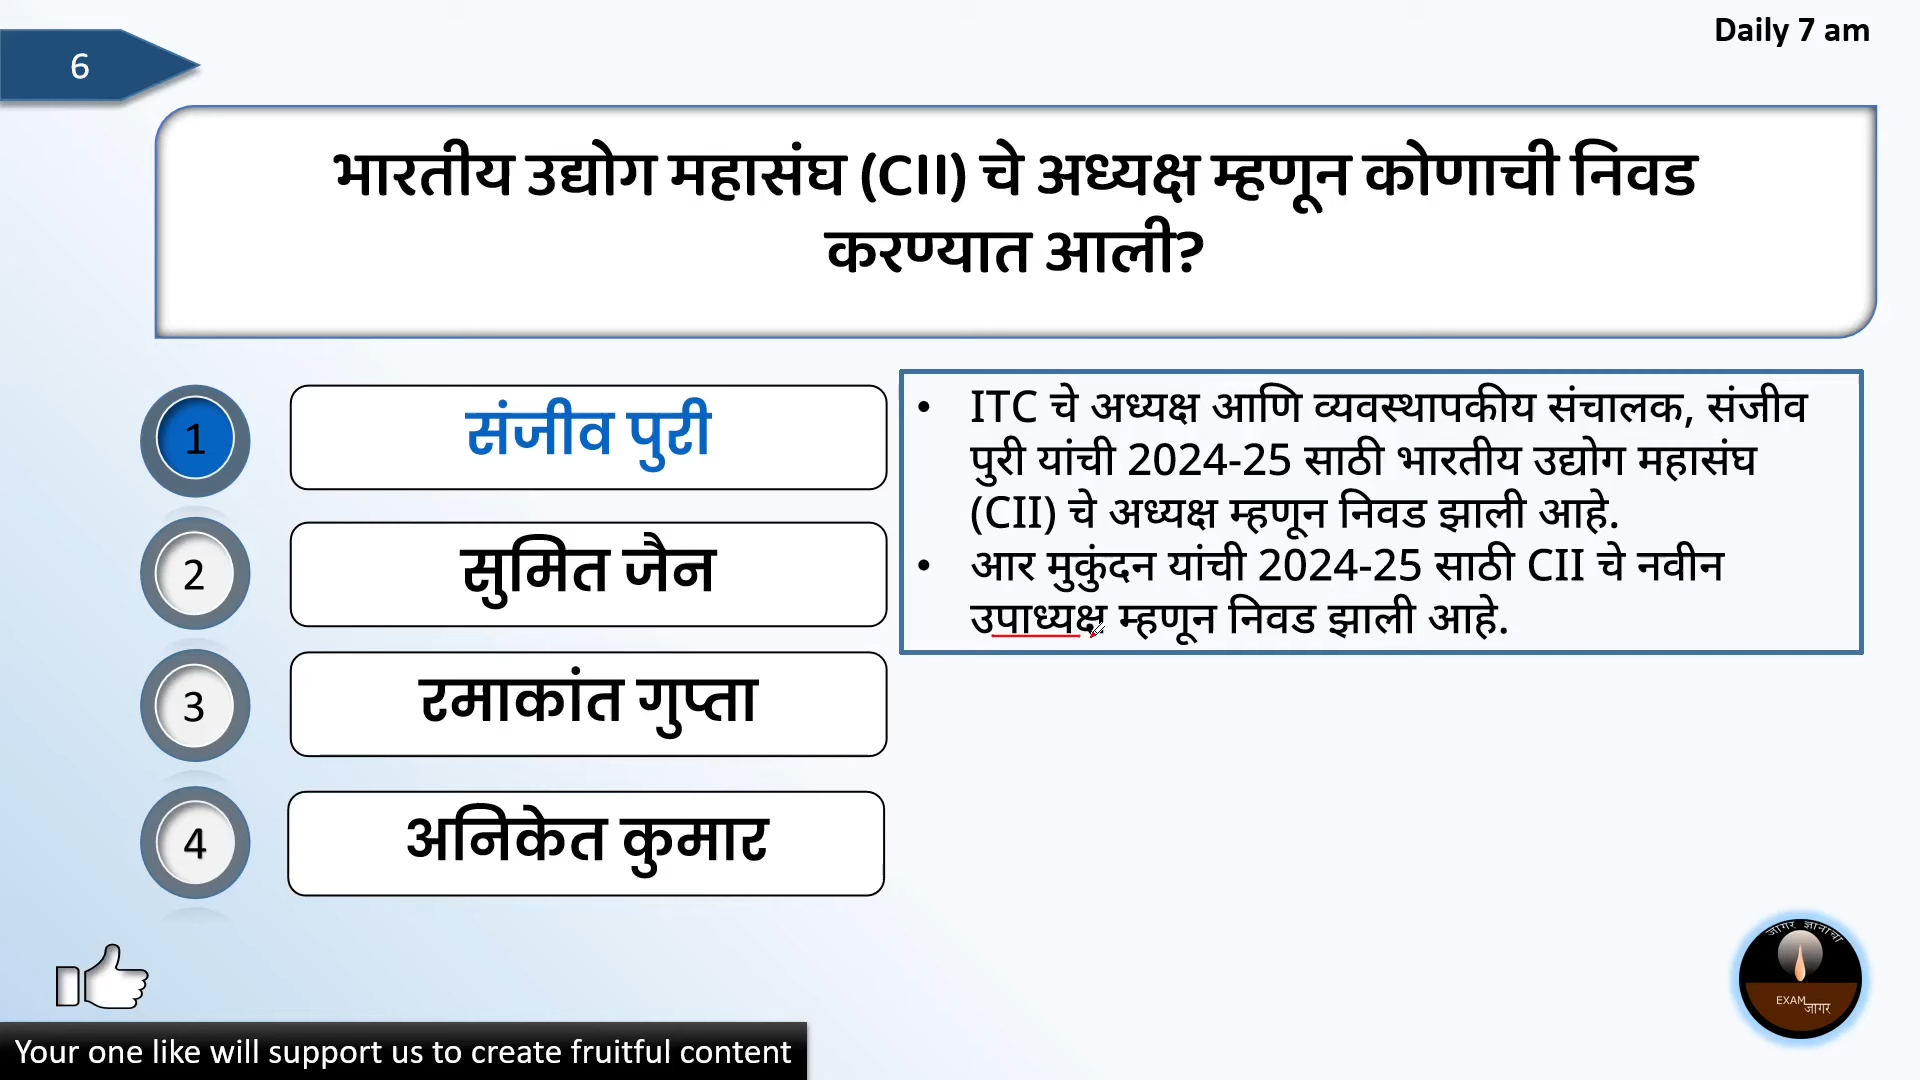 Daily 7 am
6
भारतीय उद्योग महासंघ (CII) चे अध्यक्ष म्हणून कोणाची निवड
करण्यात आली?
1
संजीव पुरी
2
सुमित जैन
3
रमाकांत गुप्ता
4
अनिकेत कुमार
• ITC चे अध्यक्ष आणि व्यवस्थापकीय संचालक, संजीव
पुरी यांची 2024-25 साठी भारतीय उद्योग महासंघ
(CII) चे अध्यक्ष म्हणून निवड झाली आहे.
• आर मुकुंदन यांची 2024-25 साठी CII चे नवीन
उपाध्यक्ष म्हणून निवड झाली आहे.
जागर ज्ञानाचा
EXAM
जागर
Your one like will support us to create fruitful content